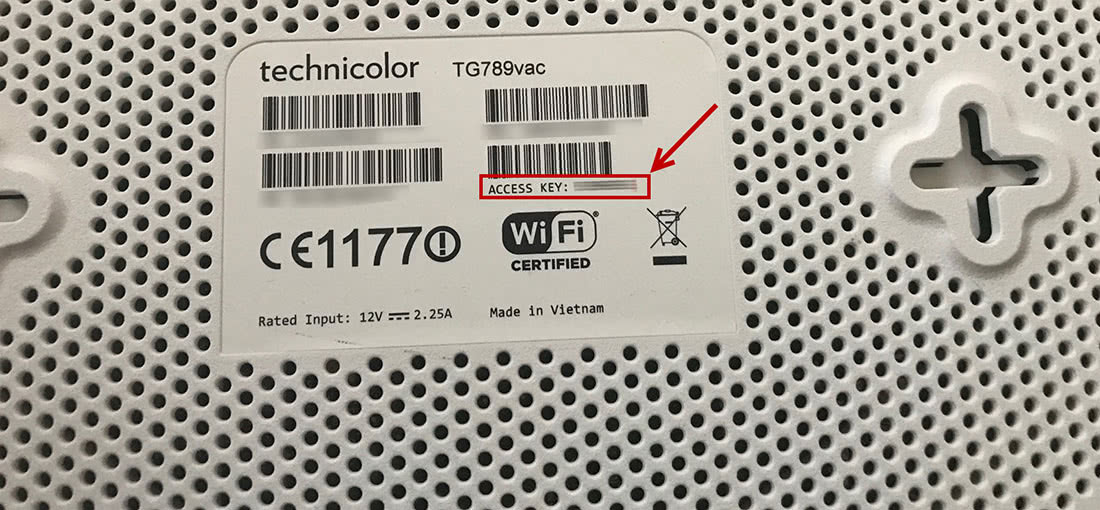 technicolor TG789vac
ACCESS KEY:
CE1177
WiFi®
CERTIFIED
Rated Input: 12V 2.25A
Made in Vietnam